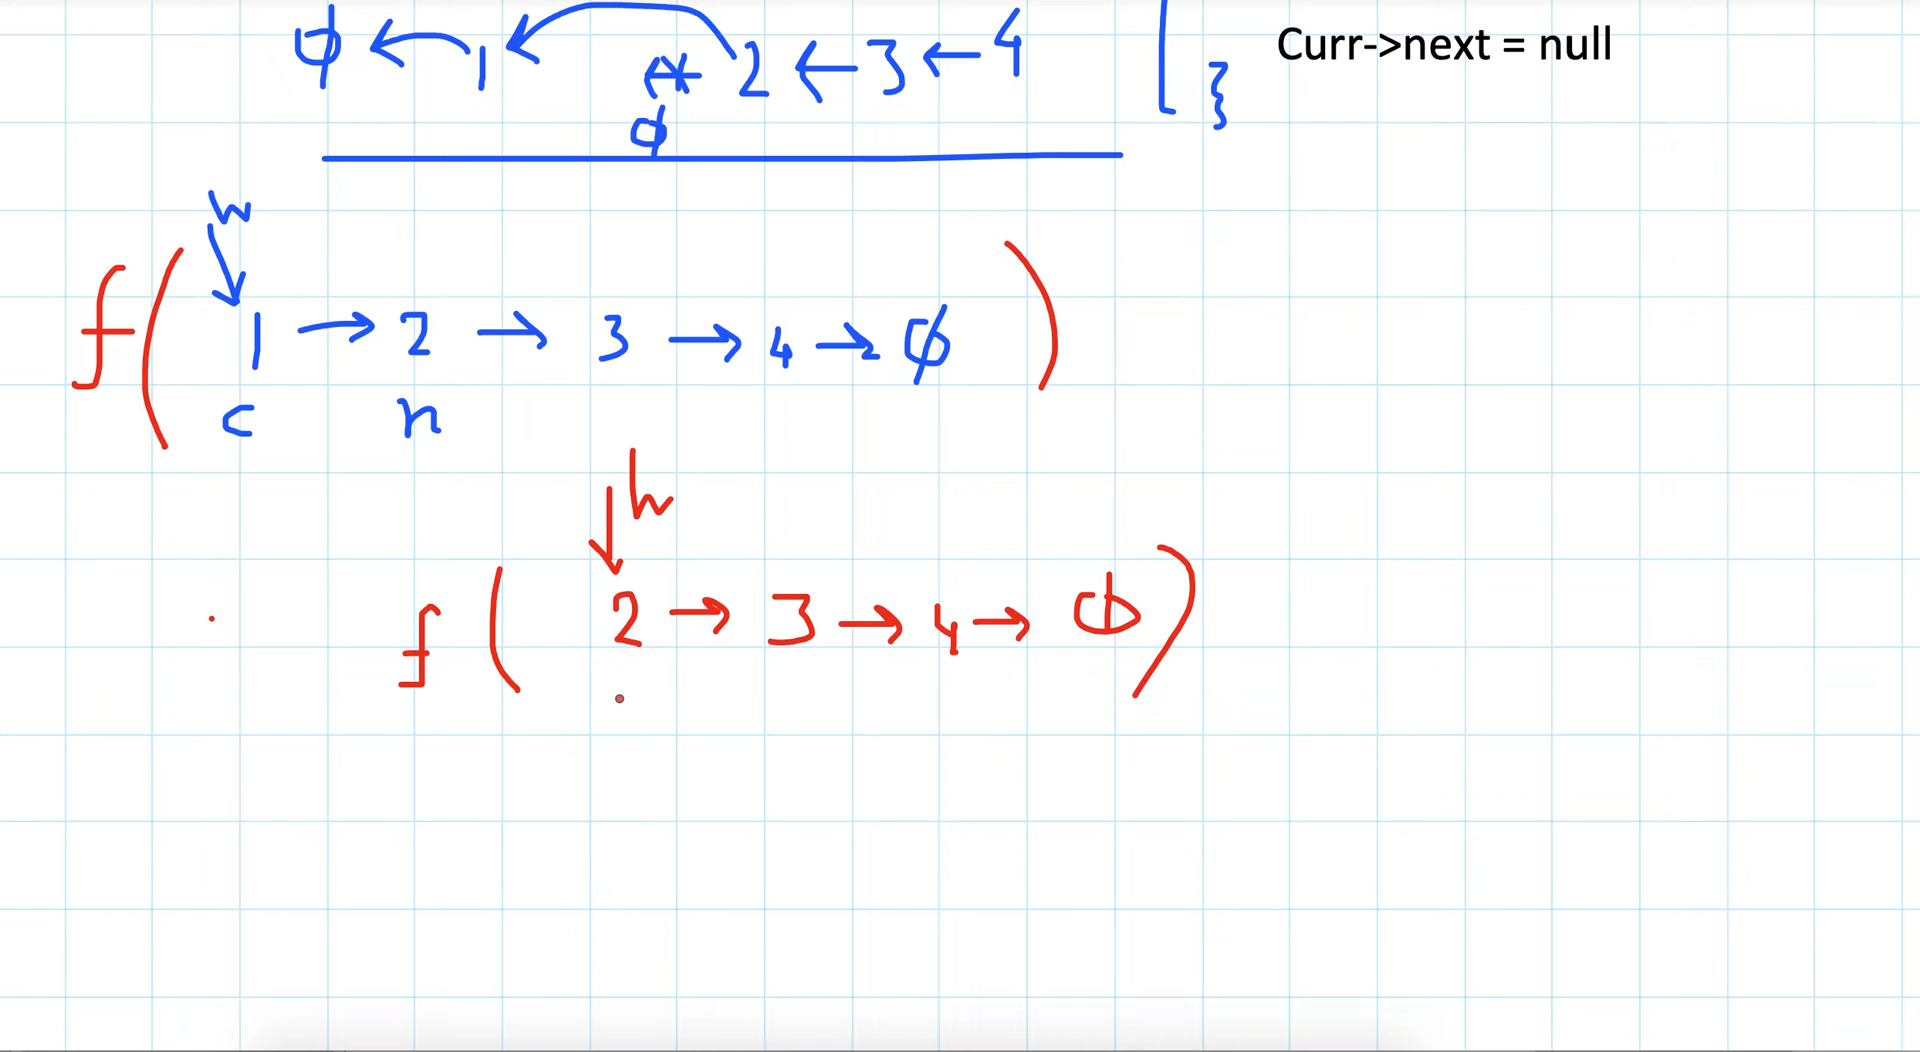 ϕ ← 1 ← 2 ← 3 ← 4 } Curr->next = null
ϕ
h
f ( 1 → 2 → 3 → 4 → ϕ )
c n
h
f ( 2 → 3 → 4 → ϕ )